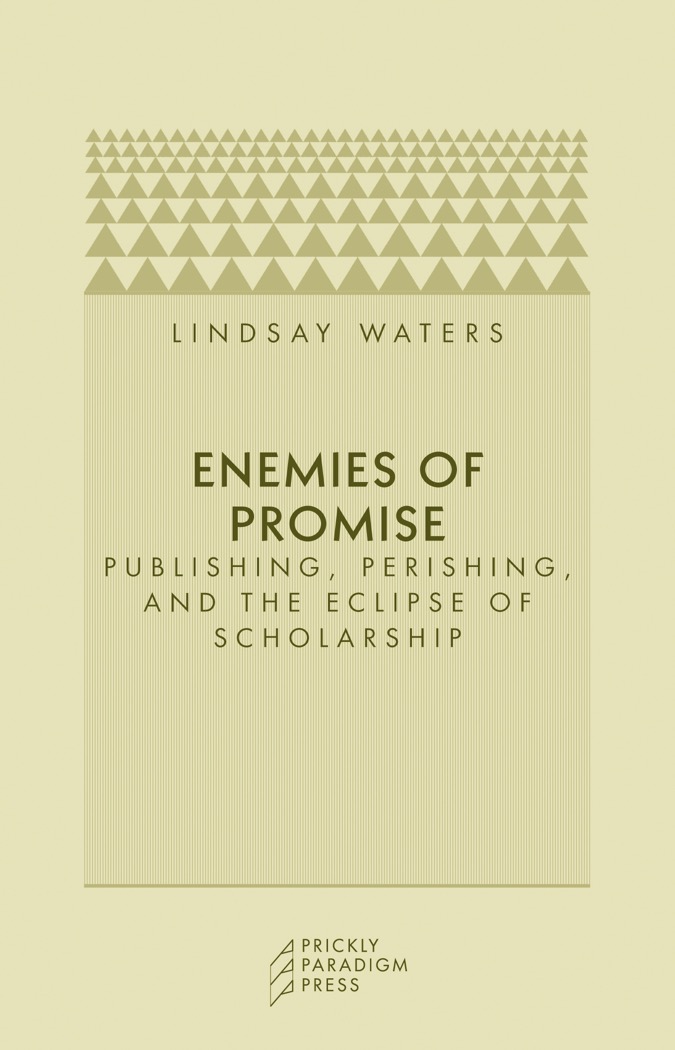 LINDSAY WATERS
ENEMIES OF
PROMISE
PUBLISHING, PERISHING,
AND THE ECLIPSE OF
SCHOLARSHIP
PRICKLY
PARADIGM
PRESS